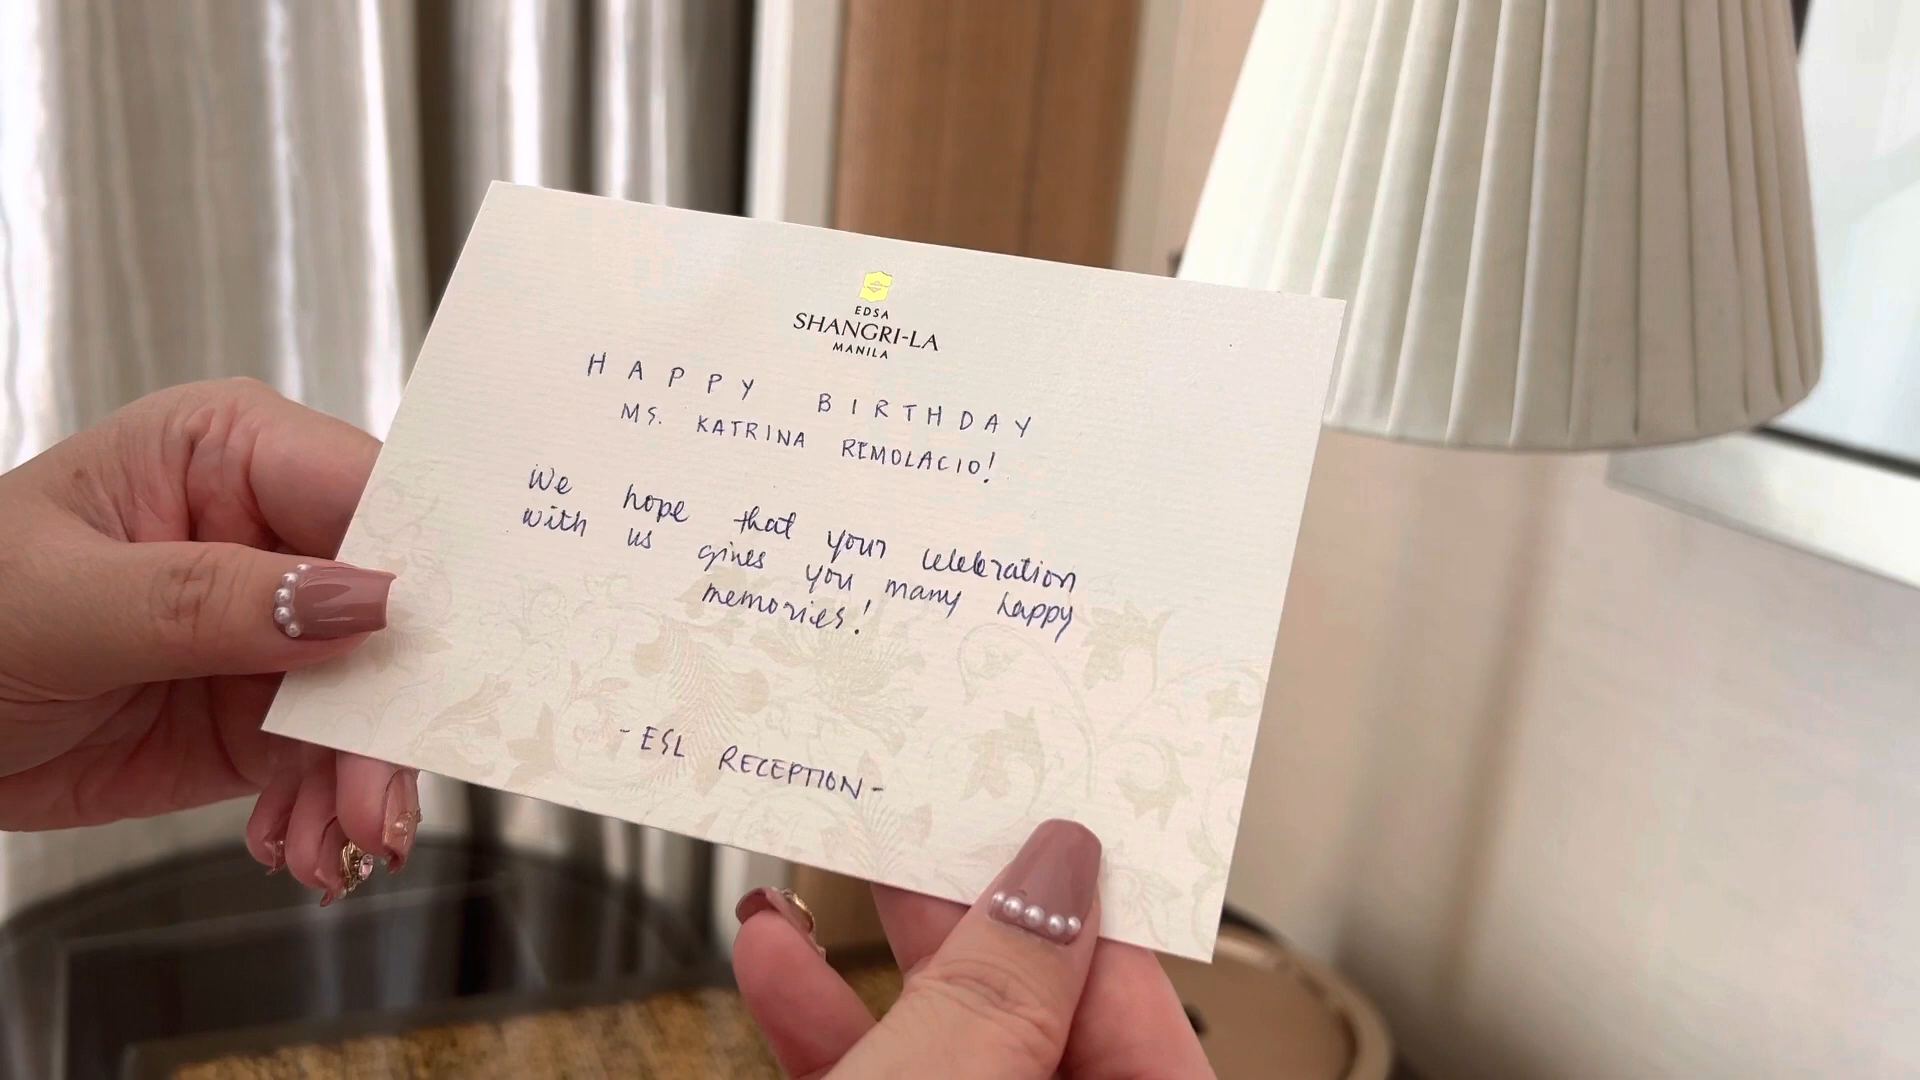 EDSA
SHANGRI-LA
MANILA
HAPPY BIRTHDAY
MS. KATRINA REMOLACIO!
We hope that your celebration
with us gives you many happy
memories!
- ESL RECEPTION -